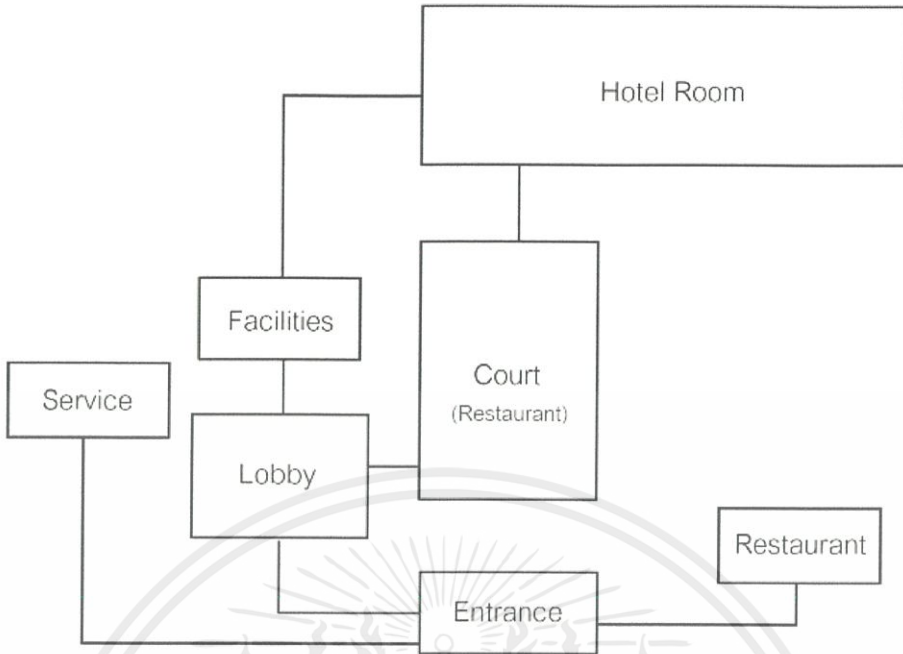 Hotel Room
Facilities
Service
Court
(Restaurant)
Lobby
Restaurant
Entrance